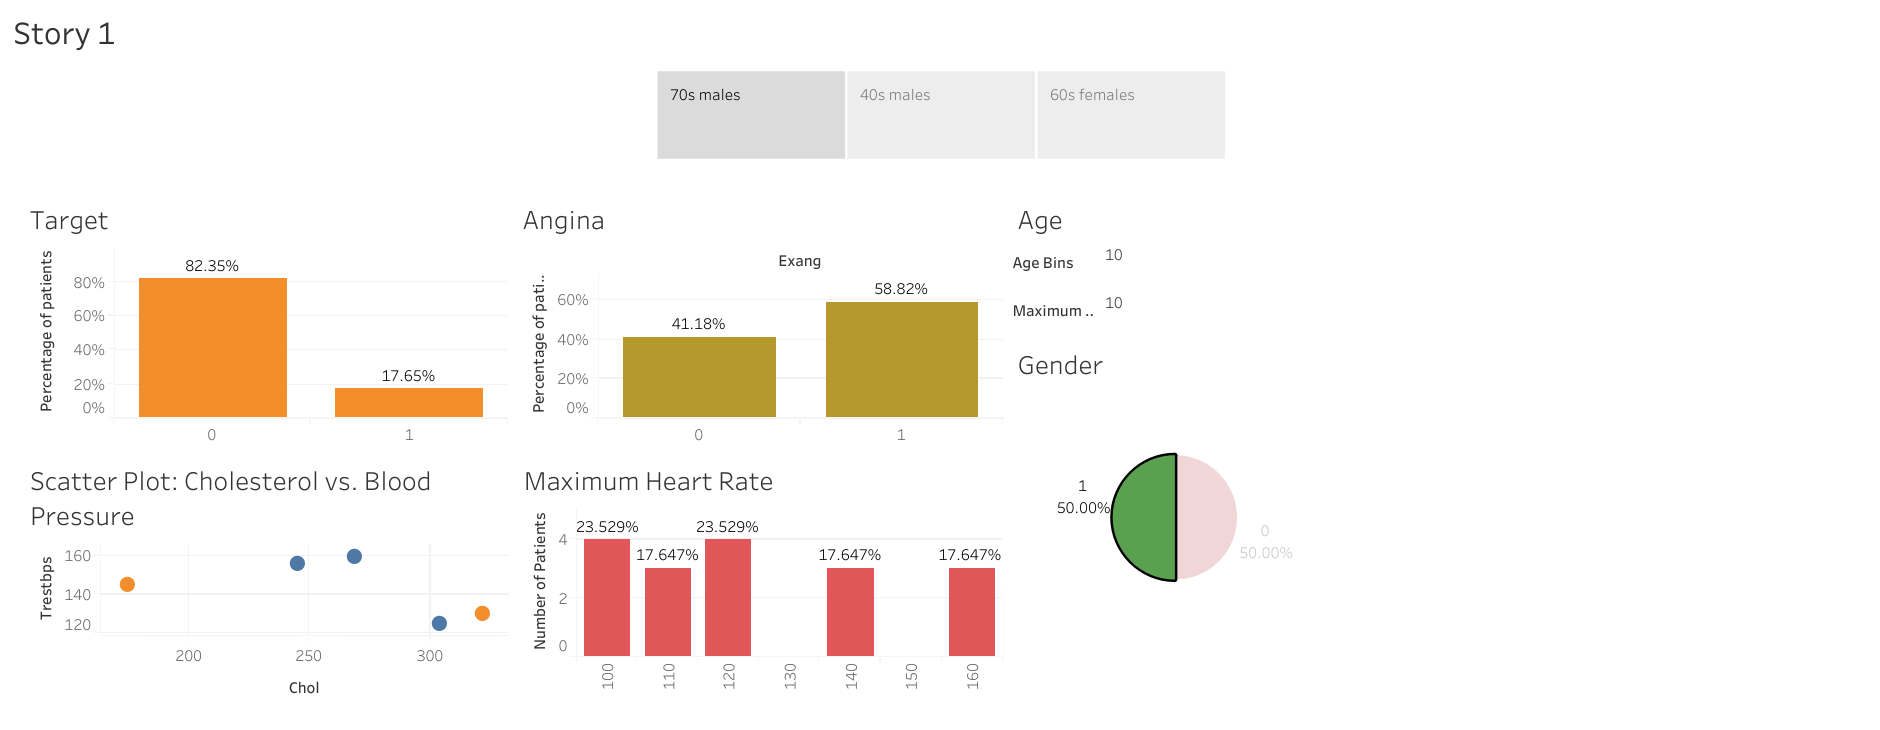 Story 1
70s males
40s males
60s females
Target
Percentage of patients
80%
60%
40%
20%
0%
82.35%
17.65%
0
1
Angina
Exang
Percentage of pati..
60%
40%
20%
0%
41.18%
58.82%
0
1
Age
Age Bins
10
Maximum ..
10
Gender
1
50.00%
0
50.00%
Scatter Plot: Cholesterol vs. Blood
Pressure
Trestbps
160
140
120
200
250
300
Chol
Maximum Heart Rate
Number of Patients
4
2
0
23.529%
17.647%
23.529%
17.647%
17.647%
100
110
120
130
140
150
160